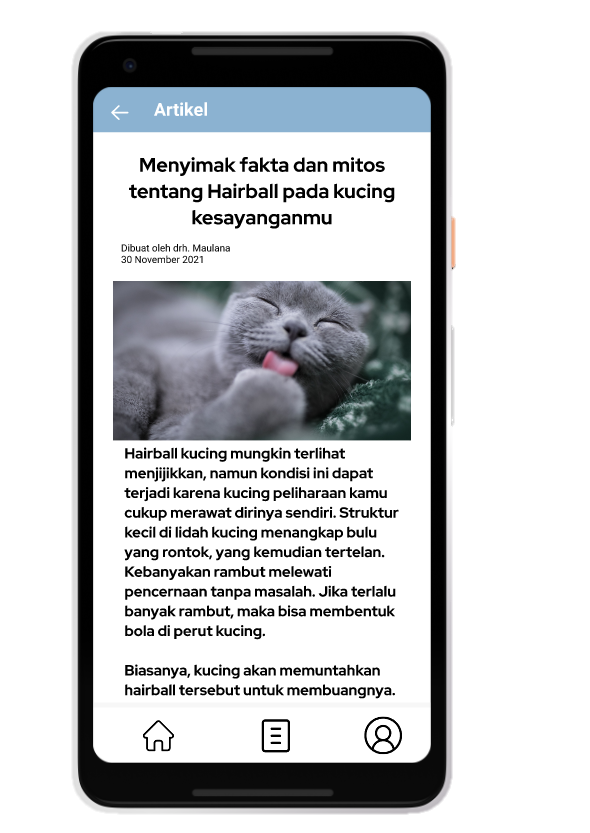 Artikel
Menyimak fakta dan mitos
tentang Hairball pada kucing
kesayanganmu
Dibuat oleh drh. Maulana
30 November 2021
Hairball kucing mungkin terlihat
menjijikkan, namun kondisi ini dapat
terjadi karena kucing peliharaan kamu
cukup merawat dirinya sendiri. Struktur
kecil di lidah kucing menangkap bulu
yang rontok, yang kemudian tertelan.
Kebanyakan rambut melewati
pencernaan tanpa masalah. Jika terlalu
banyak rambut, maka bisa membentuk
bola di perut kucing.
Biasanya, kucing akan memuntahkan
hairball tersebut untuk membuangnya.